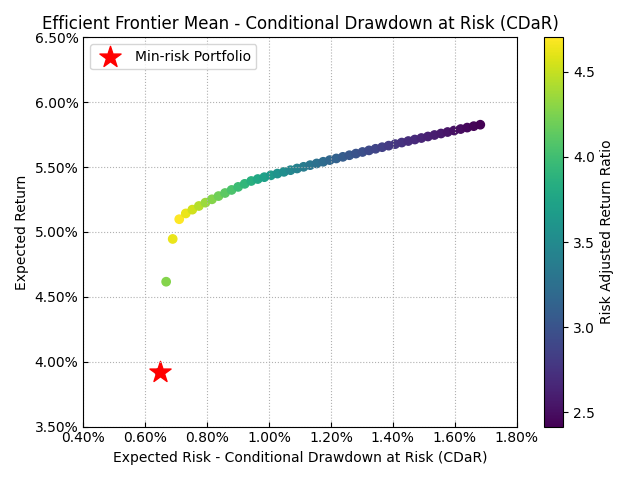 Efficient Frontier Mean - Conditional Drawdown at Risk (CDaR)
Min-risk Portfolio
6.50%
6.00%
5.50%
5.00%
4.50%
4.00%
3.50%
Expected Return
0.40% 0.60% 0.80% 1.00% 1.20% 1.40% 1.60% 1.80%
Expected Risk - Conditional Drawdown at Risk (CDaR)
4.5
4.0
3.5
3.0
2.5
Risk Adjusted Return Ratio